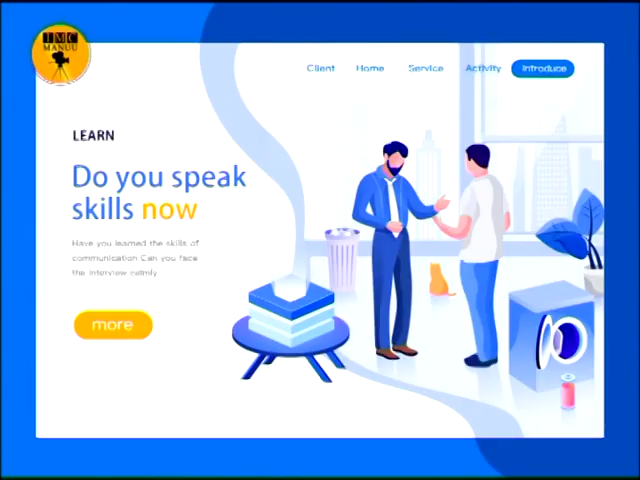 IMC
MANUU
Client Home Service Activity Introduce
LEARN
Do you speak
skills now
Have you learned the skills of
communication Can you face
the interview calmly
more